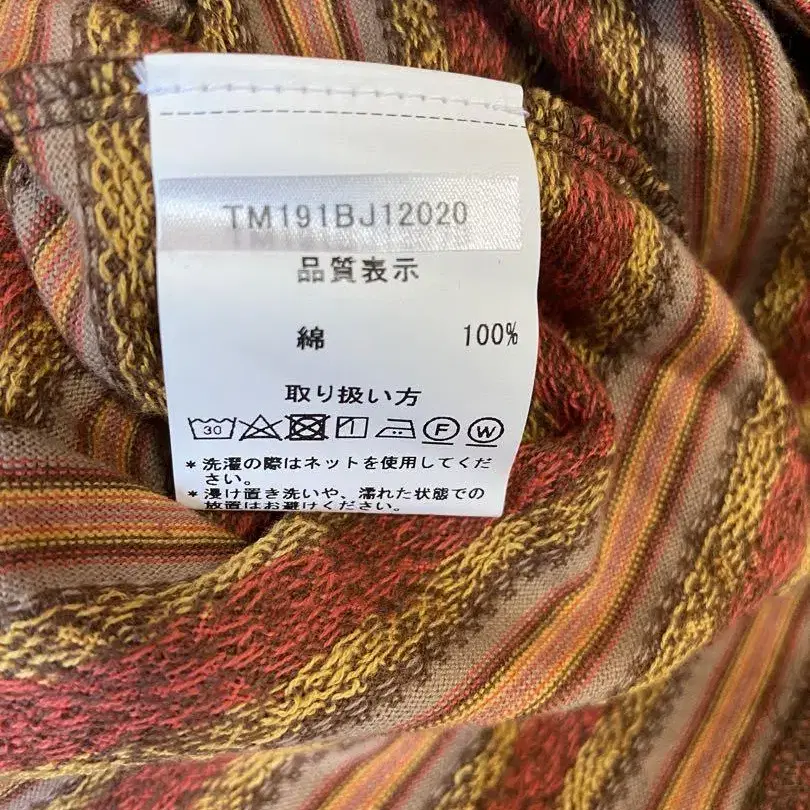 TM191BJ12020
品質表示
綿 100%
取り扱い方
30 F W
*洗濯の際はネットを使用してくだ
さい。
*浸け置き洗いや、濡れた状態での
放置はお避けください。